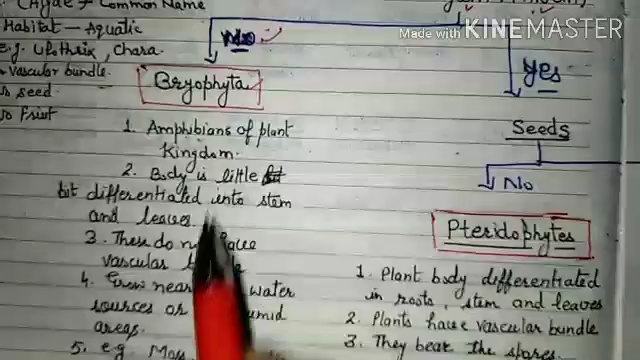 Algae - Common Name
Habitat - Aquatic
e.g. Ulothrix, Chara.
Vascular bundle.
seed.
Fruit
Made with KINEMASTER
No
yes
Bryophyta
1. Amphibians of plant
Kingdom.
2. Body is little
bit differentiated into stem
and leaves
3. These do
vascular
4. Grow near water
sources or humid
areas.
5. e.g.
Seeds
No
Pteridophytes
1. Plant body differentiated
in roots, stem and leaves
2. Plants have vascular bundle
3. They bear the spores.